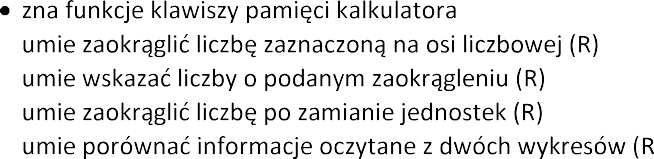 • zna funkcje klawiszy pamięci kalkulatora
umie zaokrąglić liczbę zaznaczoną na osi liczbowej (R)
umie wskazać liczby o podanym zaokrągleniu (R)
umie zaokrąglić liczbę po zamianie jednostek (R)
umie porównać informacje oczytane z dwóch wykresów (R